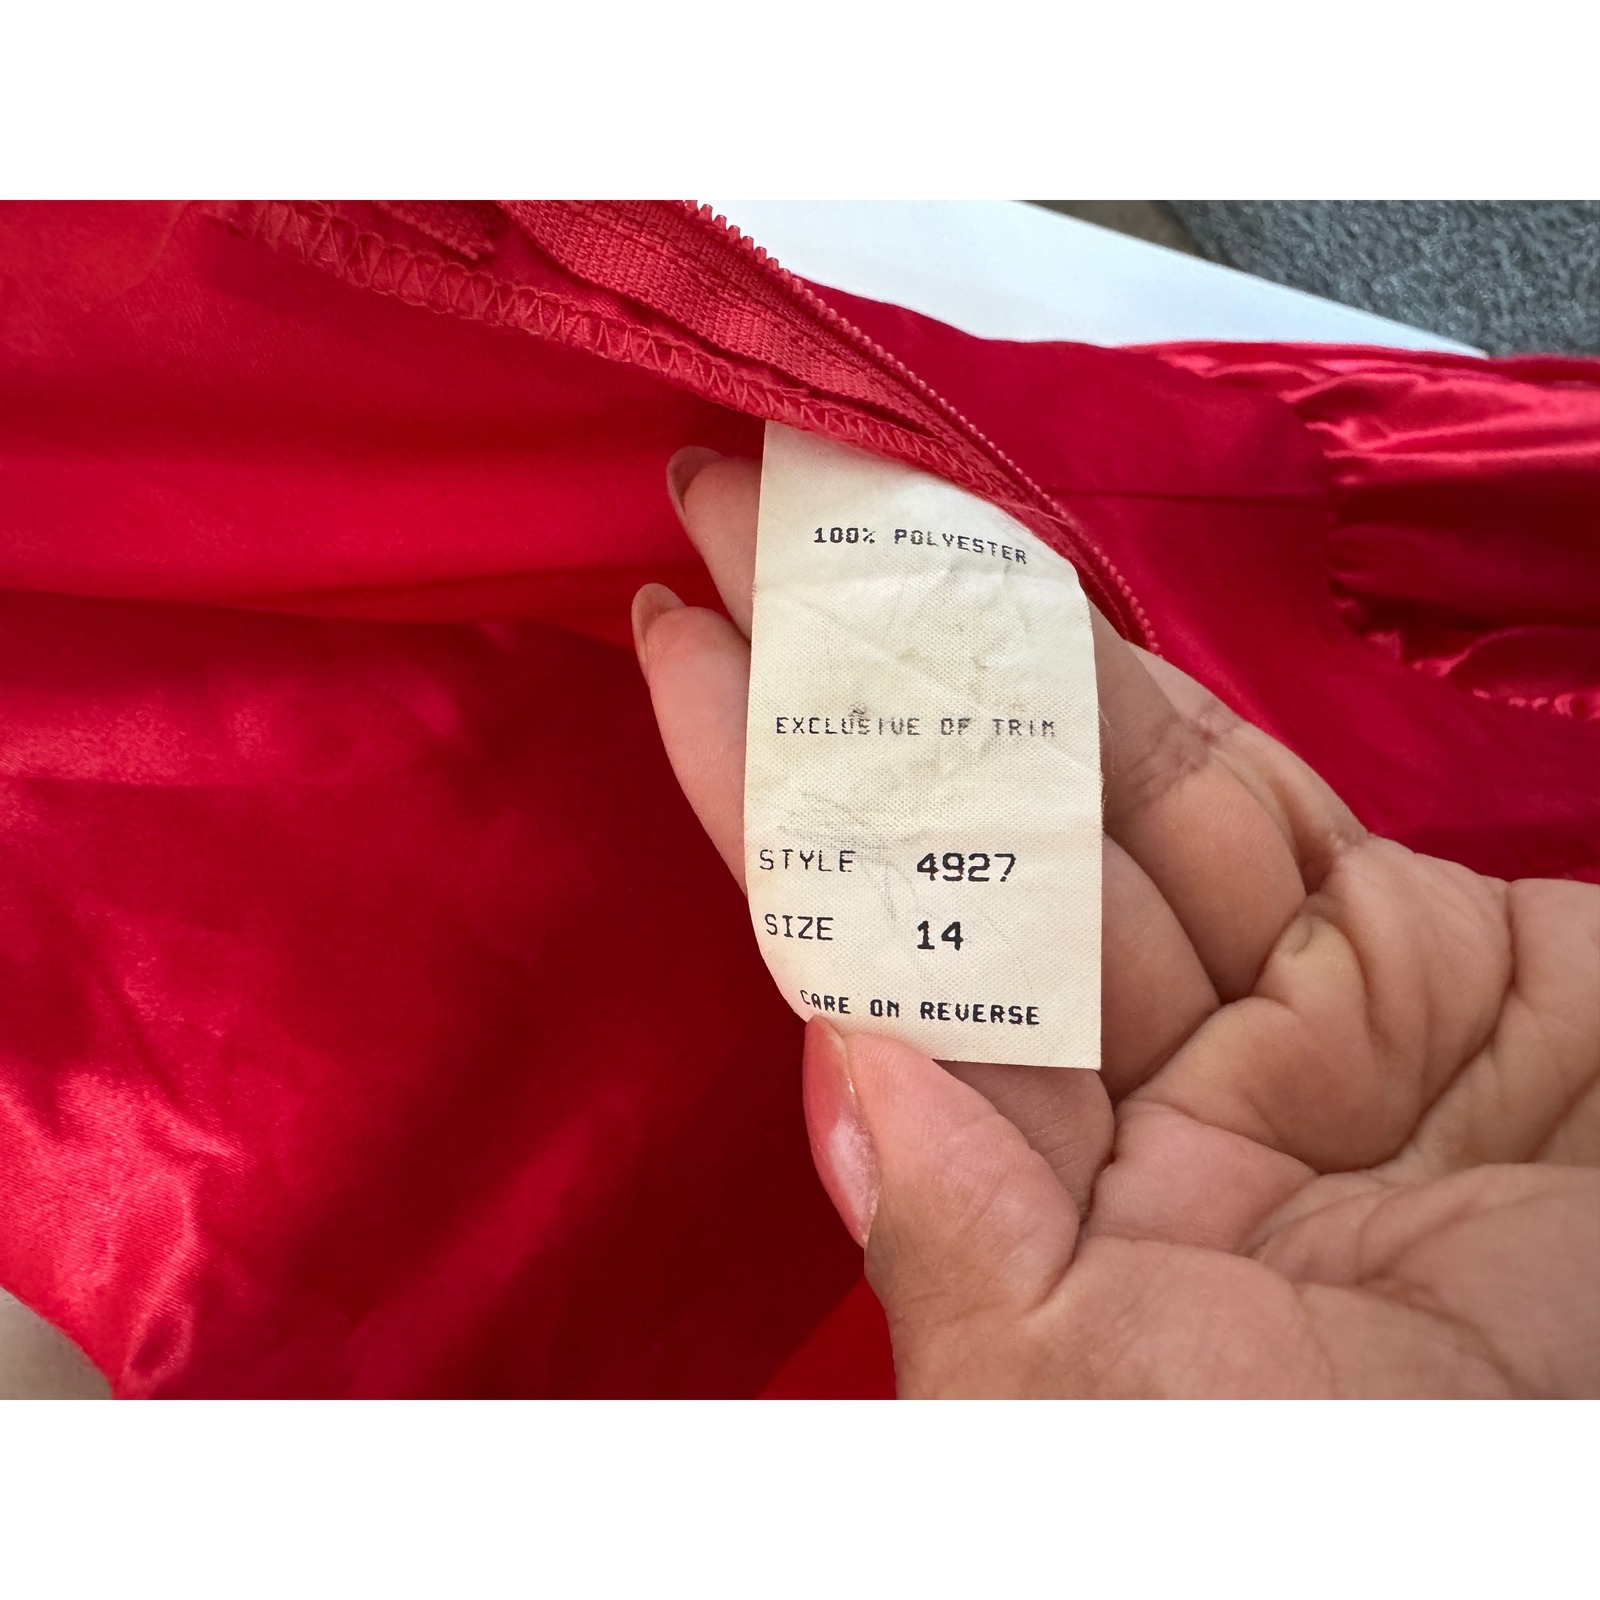 100% POLYESTER
EXCLUSIVE OF TRIM
STYLE 4927
SIZE 14
CARE ON REVERSE